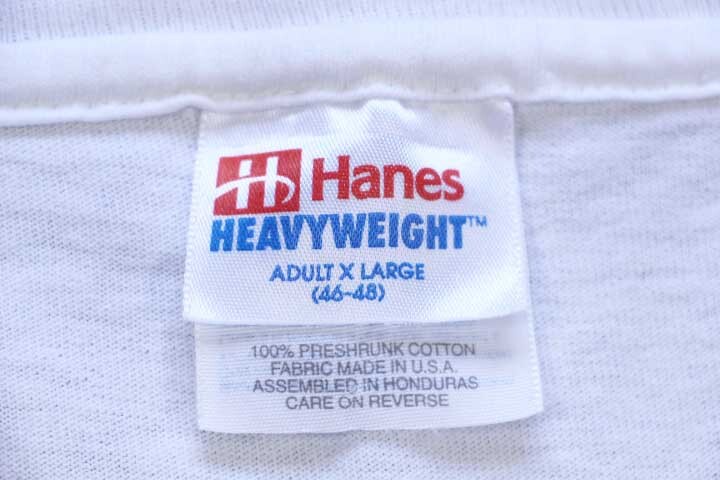 H Hanes
HEAVYWEIGHT™
ADULT X LARGE
(46-48)
100% PRESHRUNK COTTON
FABRIC MADE IN U.S.A.
ASSEMBLED IN HONDURAS
CARE ON REVERSE